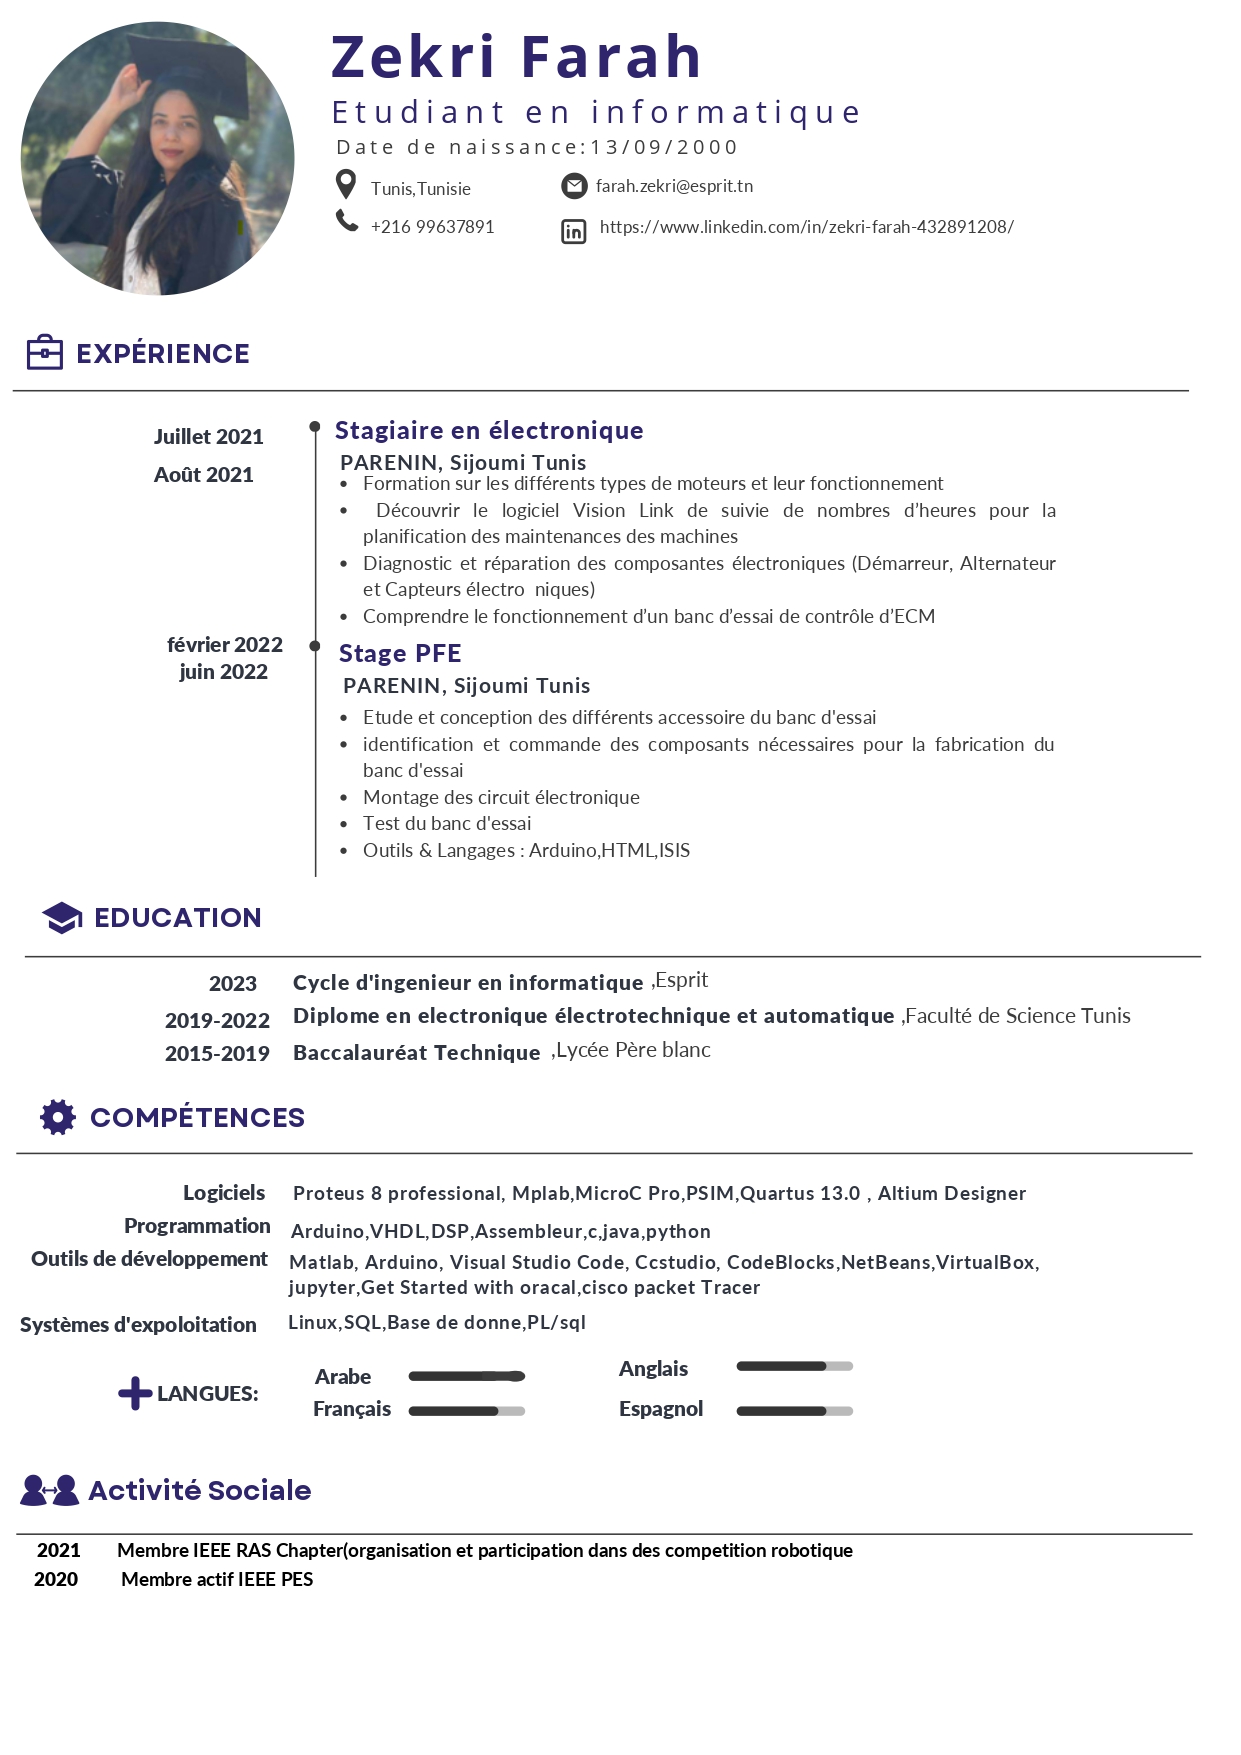 Zekri Farah
Etudiant en informatique
Date de naissance:13/09/2000
Tunis,Tunisie
farah.zekri@esprit.tn
+216 99637891
https://www.linkedin.com/in/zekri-farah-432891208/
EXPÉRIENCE
Juillet 2021
Août 2021
Stagiaire en électronique
PARENIN, Sijoumi Tunis
• Formation sur les différents types de moteurs et leur fonctionnement
• Découvrir le logiciel Vision Link de suivie de nombres d’heures pour la
planification des maintenances des machines
• Diagnostic et réparation des composantes électroniques (Démarreur, Alternateur
et Capteurs électro niques)
• Comprendre le fonctionnement d’un banc d’essai de contrôle d’ECM
février 2022
juin 2022
Stage PFE
PARENIN, Sijoumi Tunis
• Etude et conception des différents accessoire du banc d'essai
• identification et commande des composants nécessaires pour la fabrication du
banc d'essai
• Montage des circuit électronique
• Test du banc d'essai
• Outils & Langages : Arduino,HTML,ISIS
EDUCATION
2023 Cycle d'ingenieur en informatique ,Esprit
2019-2022 Diplome en electronique électrotechnique et automatique ,Faculté de Science Tunis
2015-2019 Baccalauréat Technique ,Lycée Père blanc
COMPÉTENCES
Logiciels Proteus 8 professional, Mplab,MicroC Pro,PSIM,Quartus 13.0 , Altium Designer
Programmation Arduino,VHDL,DSP,Assembleur,c,java,python
Outils de développement Matlab, Arduino, Visual Studio Code, Ccstudio, CodeBlocks,NetBeans,VirtualBox,
jupyter,Get Started with oracal,cisco packet Tracer
Systèmes d'expoloitation Linux,SQL,Base de donne,PL/sql
LANGUES:
Arabe
Anglais
Français
Espagnol
Activité Sociale
2021 Membre IEEE RAS Chapter(organisation et participation dans des competition robotique
2020 Membre actif IEEE PES